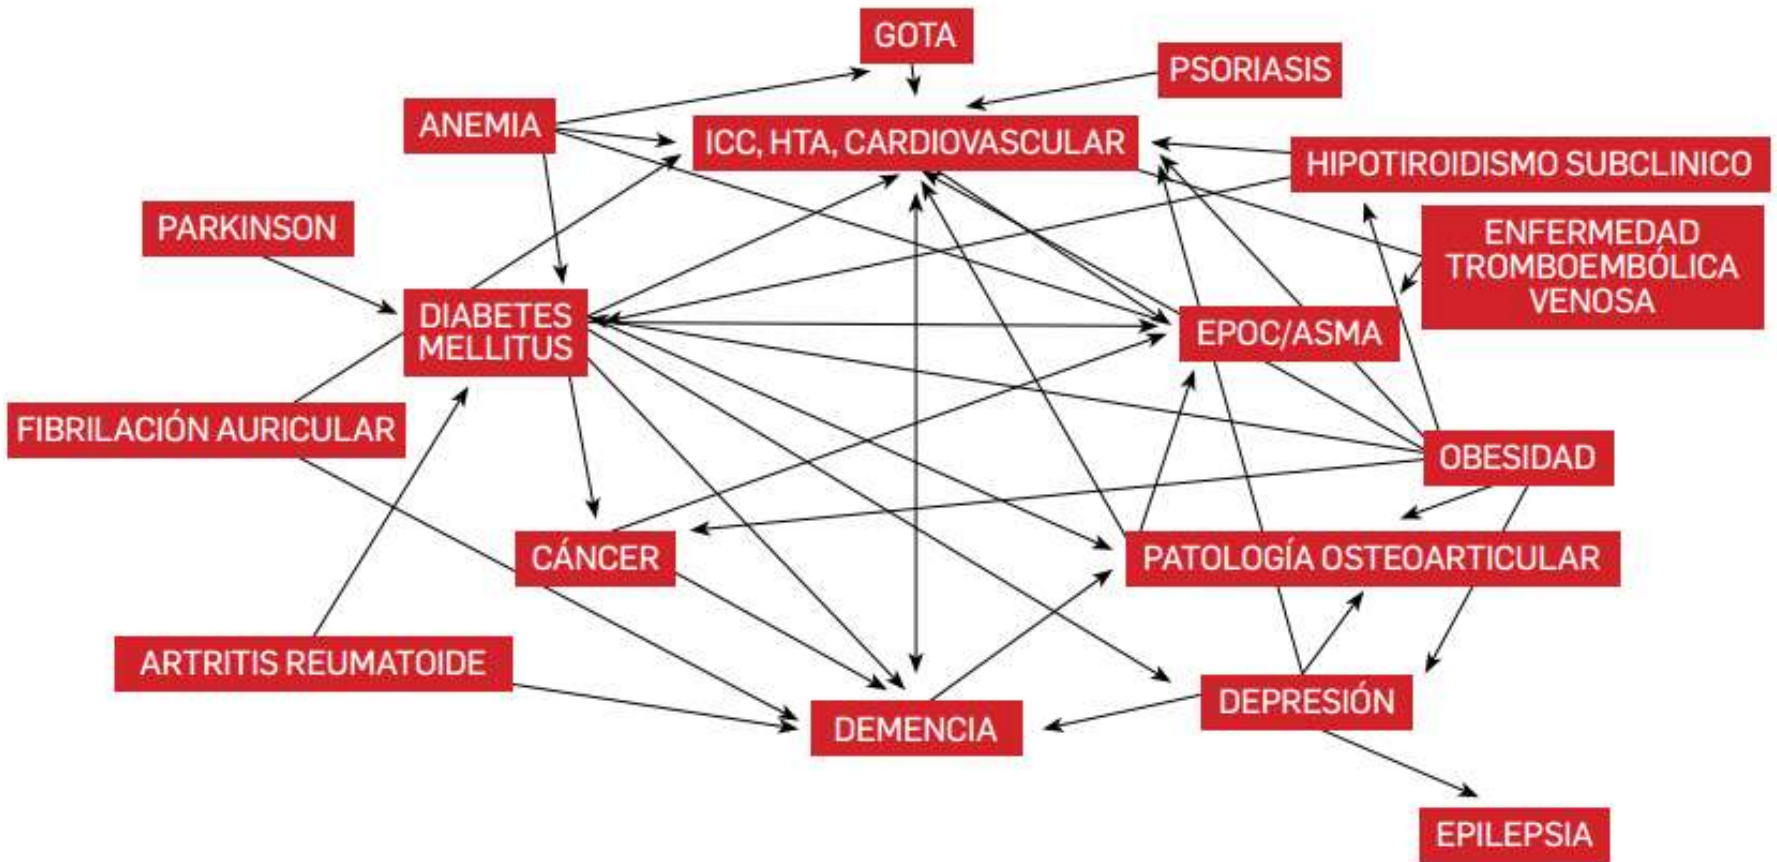 GOTA
PSORIASIS
ANEMIA
ICC, HTA, CARDIOVASCULAR
HIPOTIROIDISMO SUBCLINICO
PARKINSON
ENFERMEDAD
TROMBOEMBÓLICA
VENOSA
DIABETES
MELLITUS
EPOC/ASMA
FIBRILACIÓN AURICULAR
OBESIDAD
CÁNCER
PATOLOGÍA OSTEOARTICULAR
ARTRITIS REUMATOIDE
DEPRESIÓN
DEMENCIA
EPILEPSIA